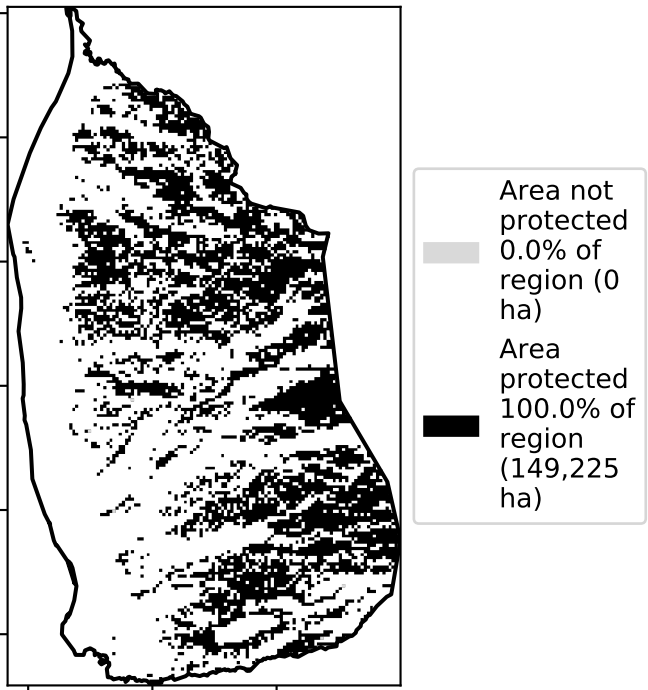 Area not
protected
0.0% of
region (0
ha)
Area
protected
100.0% of
region
(149,225
ha)